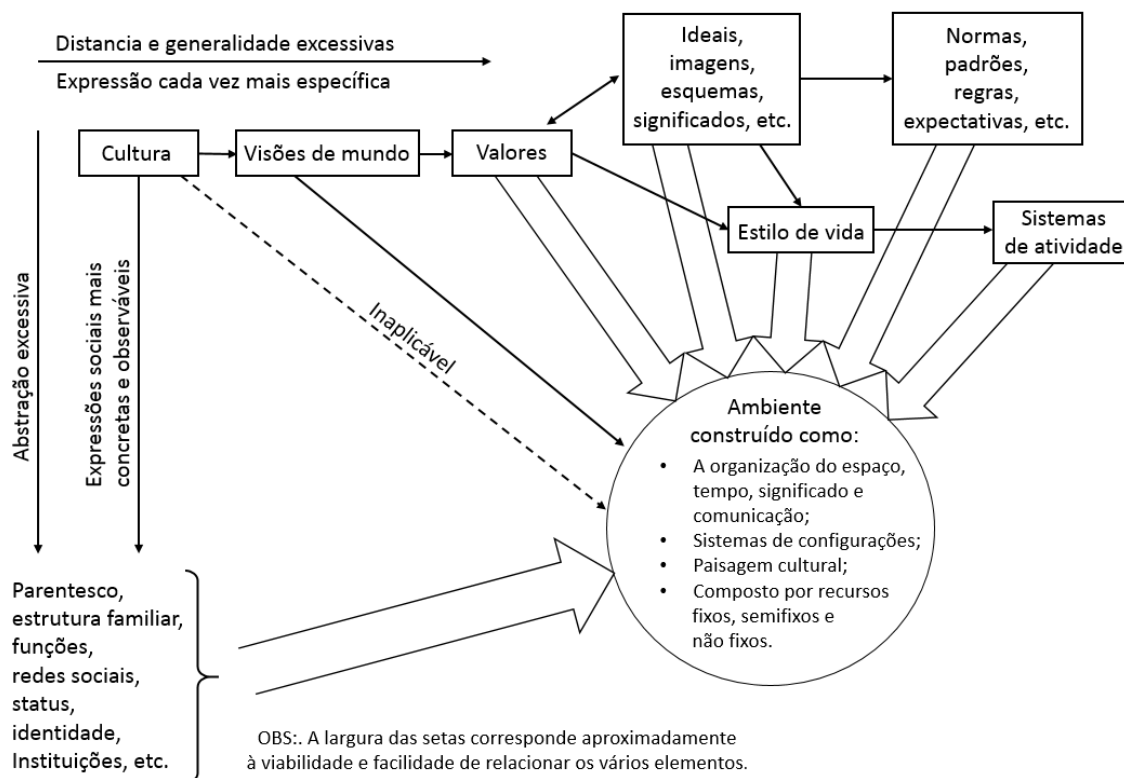 Distancia e generalidade excessivas
Expressão cada vez mais específica
Ideais,
imagens,
esquemas,
significados, etc.
Normas,
padrões,
regras,
expectativas, etc.
Cultura
Visões de mundo
Valores
Estilo de vida
Sistemas
de atividade
Abstração excessiva
Expressões sociais mais
concretas e observáveis
Inaplicável
Ambiente
construído como:
• A organização do espaço,
tempo, significado e
comunicação;
• Sistemas de configurações;
• Paisagem cultural;
• Composto por recursos
fixos, semifixos e
não fixos.
Parentesco,
estrutura familiar,
funções,
redes sociais,
status,
identidade,
Instituições, etc.
OBS:. A largura das setas corresponde aproximadamente
à viabilidade e facilidade de relacionar os vários elementos.